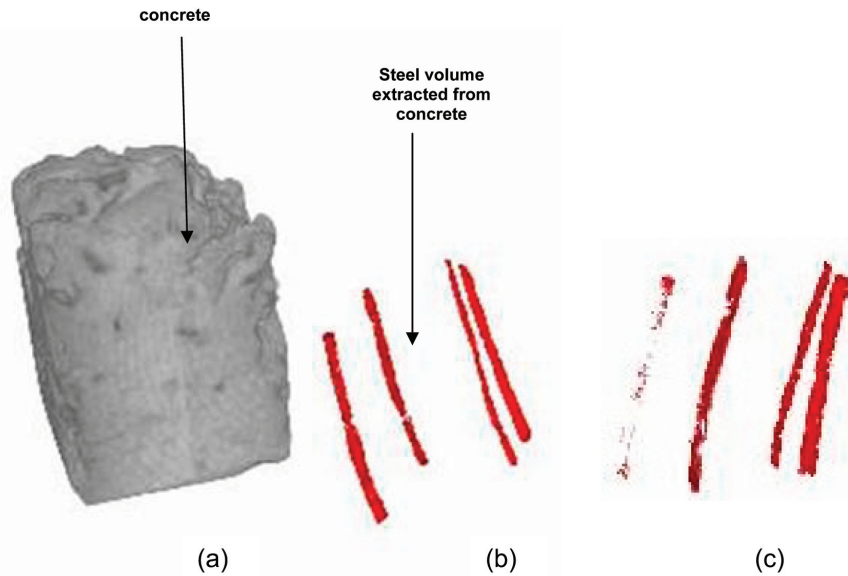 concrete
Steel volume
extracted from
concrete
(a)
(b)
(c)